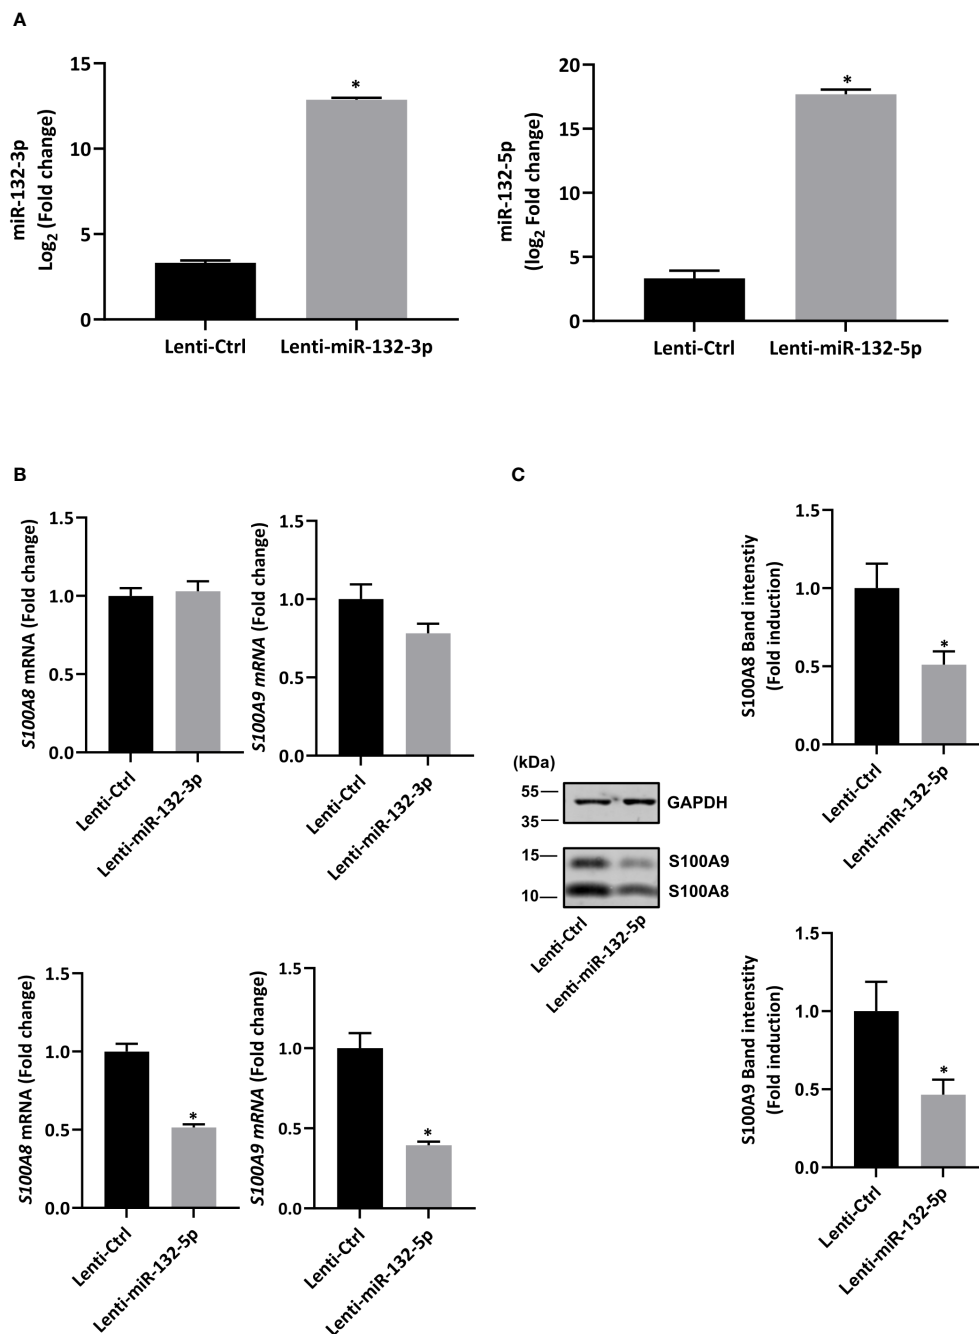 A
miR-132-3p
Log2 (Fold change)
15
10
5
0
*
Lenti-Ctrl
Lenti-miR-132-3p
miR-132-5p
(log2 Fold change)
20
15
10
5
0
*
Lenti-Ctrl
Lenti-miR-132-5p
B
S100A8 mRNA (Fold change)
1.5
1.0
0.5
0.0
Lenti-Ctrl
Lenti-miR-132-3p
S100A9 mRNA (Fold change)
1.5
1.0
0.5
0.0
Lenti-Ctrl
Lenti-miR-132-3p
S100A8 mRNA (Fold change)
1.5
1.0
0.5
0.0
*
Lenti-Ctrl
Lenti-miR-132-5p
S100A9 mRNA (Fold change)
1.5
1.0
0.5
0.0
*
Lenti-Ctrl
Lenti-miR-132-5p
C
(kDa)
55
35
GAPDH
15
10
S100A9
S100A8
Lenti-Ctrl
Lenti-miR-132-5p
S100A8 Band intenstiy
(Fold induction)
1.5
1.0
0.5
0.0
*
Lenti-Ctrl
Lenti-miR-132-5p
S100A9 Band intenstiy
(Fold induction)
1.5
1.0
0.5
0.0
*
Lenti-Ctrl
Lenti-miR-132-5p